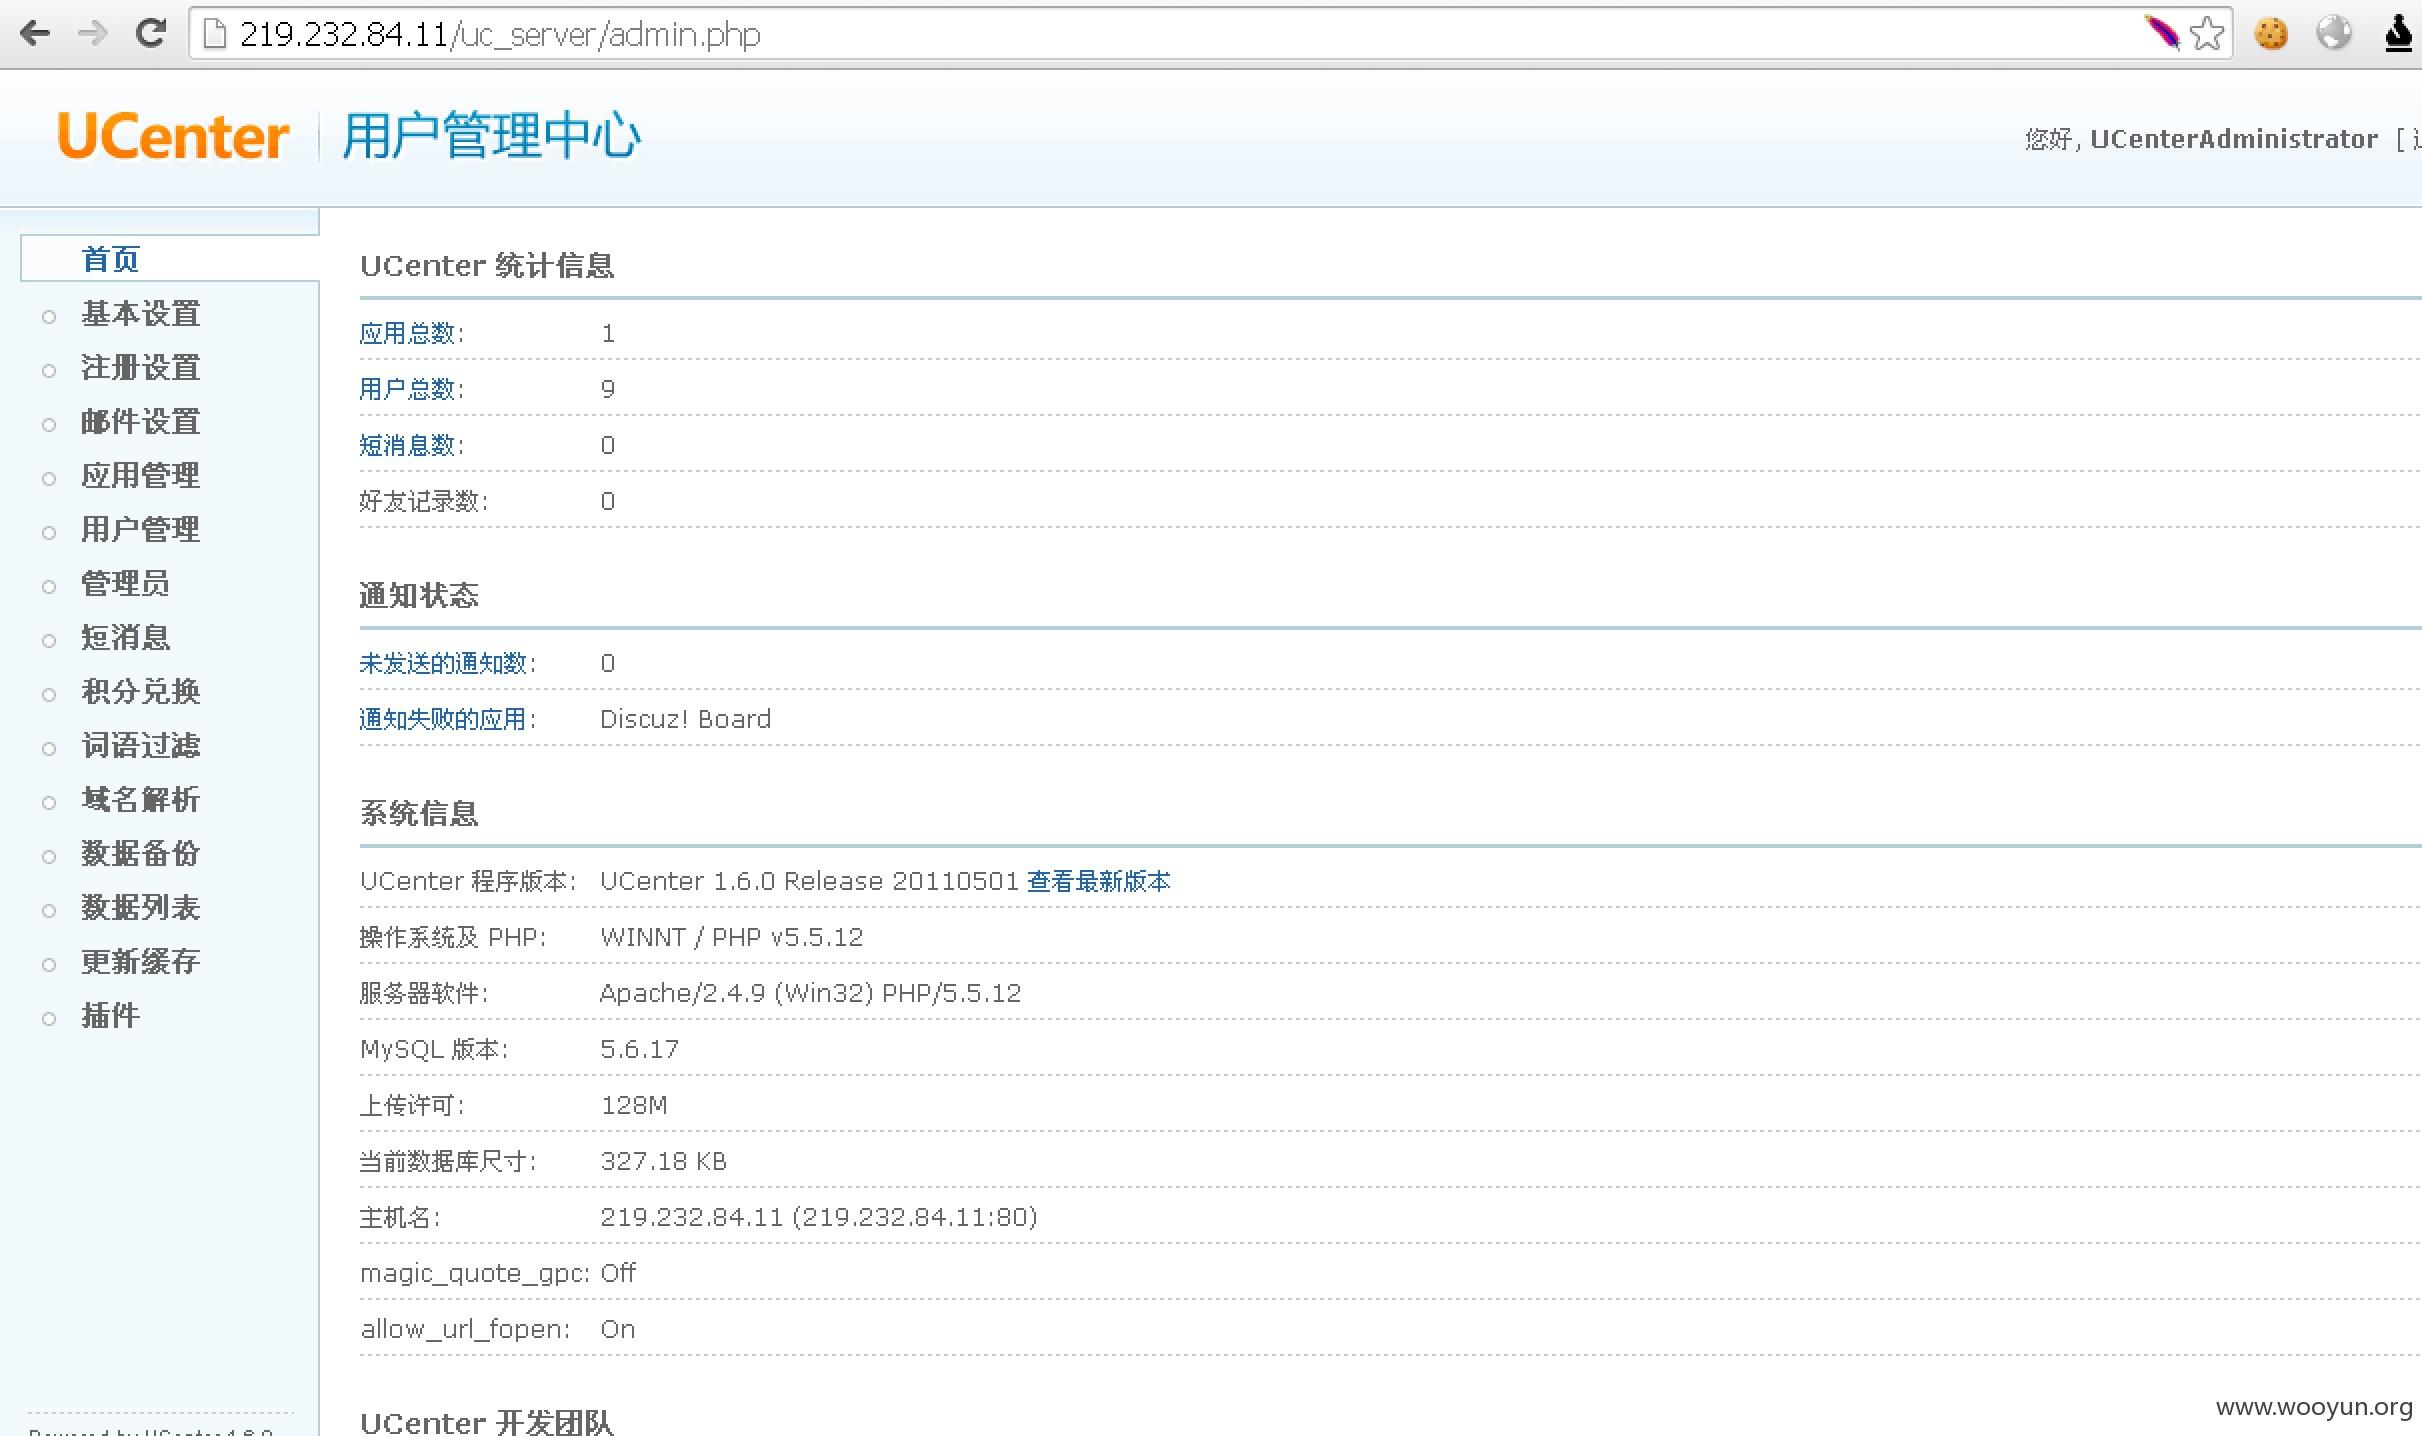 219.232.84.11/uc_server/admin.php
UCenter 用户管理中心
您好, UCenterAdministrator [
首页
基本设置
注册设置
邮件设置
应用管理
用户管理
管理员
短消息
积分兑换
词语过滤
域名解析
数据备份
数据列表
更新缓存
插件
UCenter 统计信息
应用总数: 1
用户总数: 9
短消息数: 0
好友记录数: 0
通知状态
未发送的通知数: 0
通知失败的应用: Discuz! Board
系统信息
UCenter 程序版本: UCenter 1.6.0 Release 20110501 查看最新版本
操作系统及 PHP: WINNT / PHP v5.5.12
服务器软件: Apache/2.4.9 (Win32) PHP/5.5.12
MySQL 版本: 5.6.17
上传许可: 128M
当前数据库尺寸: 327.18 KB
主机名: 219.232.84.11 (219.232.84.11:80)
magic_quote_gpc: Off
allow_url_fopen: On
UCenter 开发团队
Powered by UCenter 1.6.0
www.wooyun.org